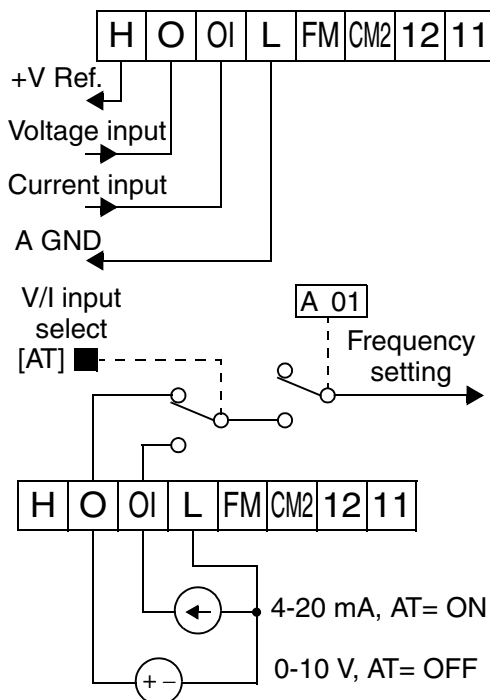 H O OI L FM CM2 12 11
+V Ref.
Voltage input
Current input
A GND
V/I input
select
[AT]
A 01
Frequency
setting
H O OI L FM CM2 12 11
4-20 mA, AT= ON
+ −
0-10 V, AT= OFF